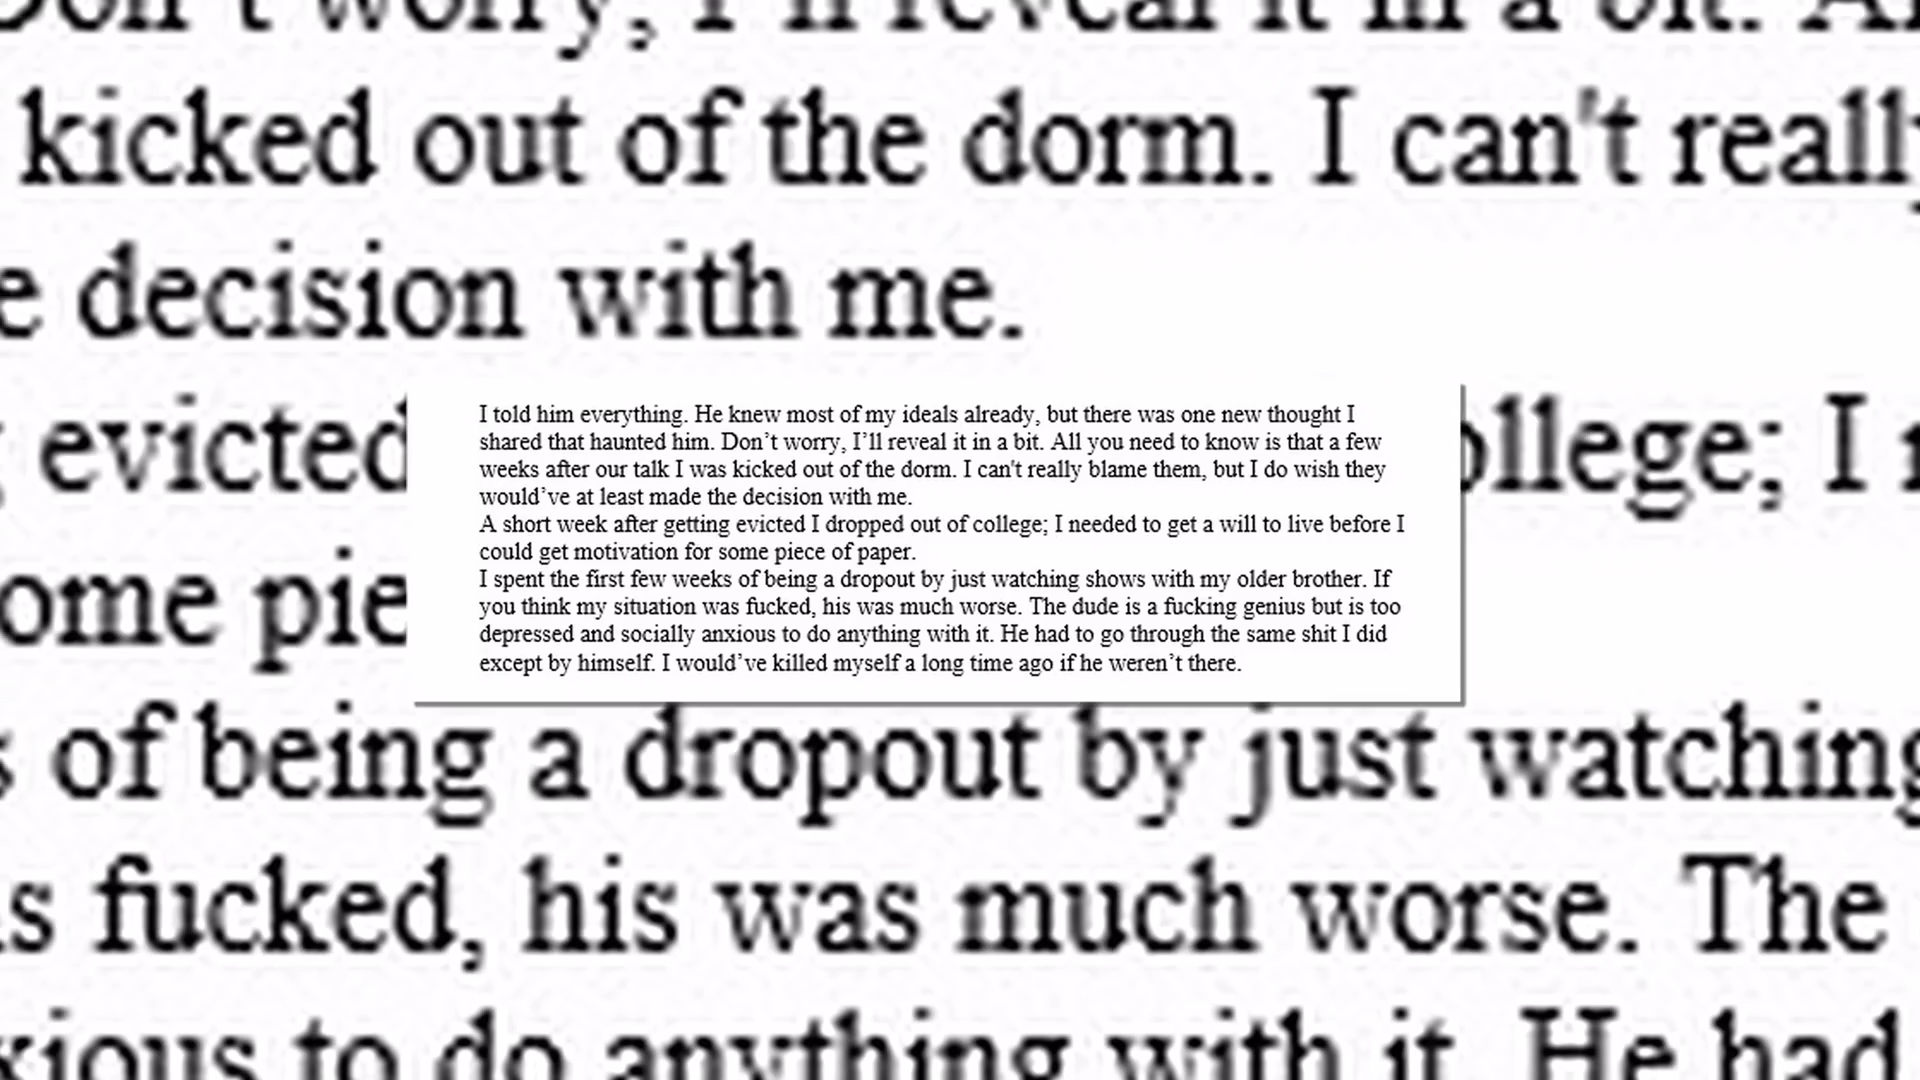 Don't worry, I'll reveal it in a bit.
kicked out of the dorm. I can't really
decision with me.
evicted
ollege; I
ome pie
I told him everything. He knew most of my ideals already, but there was one new thought I
shared that haunted him. Don’t worry, I’ll reveal it in a bit. All you need to know is that a few
weeks after our talk I was kicked out of the dorm. I can't really blame them, but I do wish they
would’ve at least made the decision with me.
A short week after getting evicted I dropped out of college; I needed to get a will to live before I
could get motivation for some piece of paper.
I spent the first few weeks of being a dropout by just watching shows with my older brother. If
you think my situation was fucked, his was much worse. The dude is a fucking genius but is too
depressed and socially anxious to do anything with it. He had to go through the same shit I did
except by himself. I would’ve killed myself a long time ago if he weren’t there.
of being a dropout by just watching
s fucked, his was much worse. The
xious to do anything with it. He had